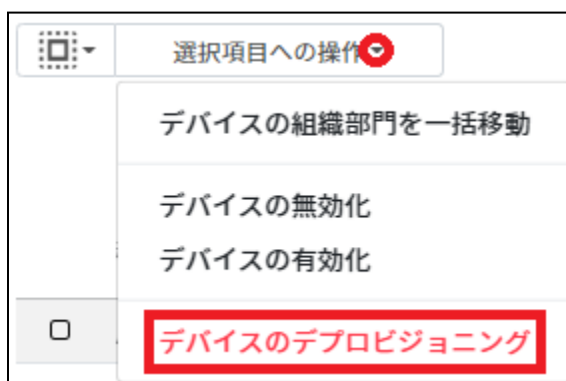 選択項目への操作
デバイスの組織部門を一括移動
デバイスの無効化
デバイスの有効化
デバイスのデプロビジョニング